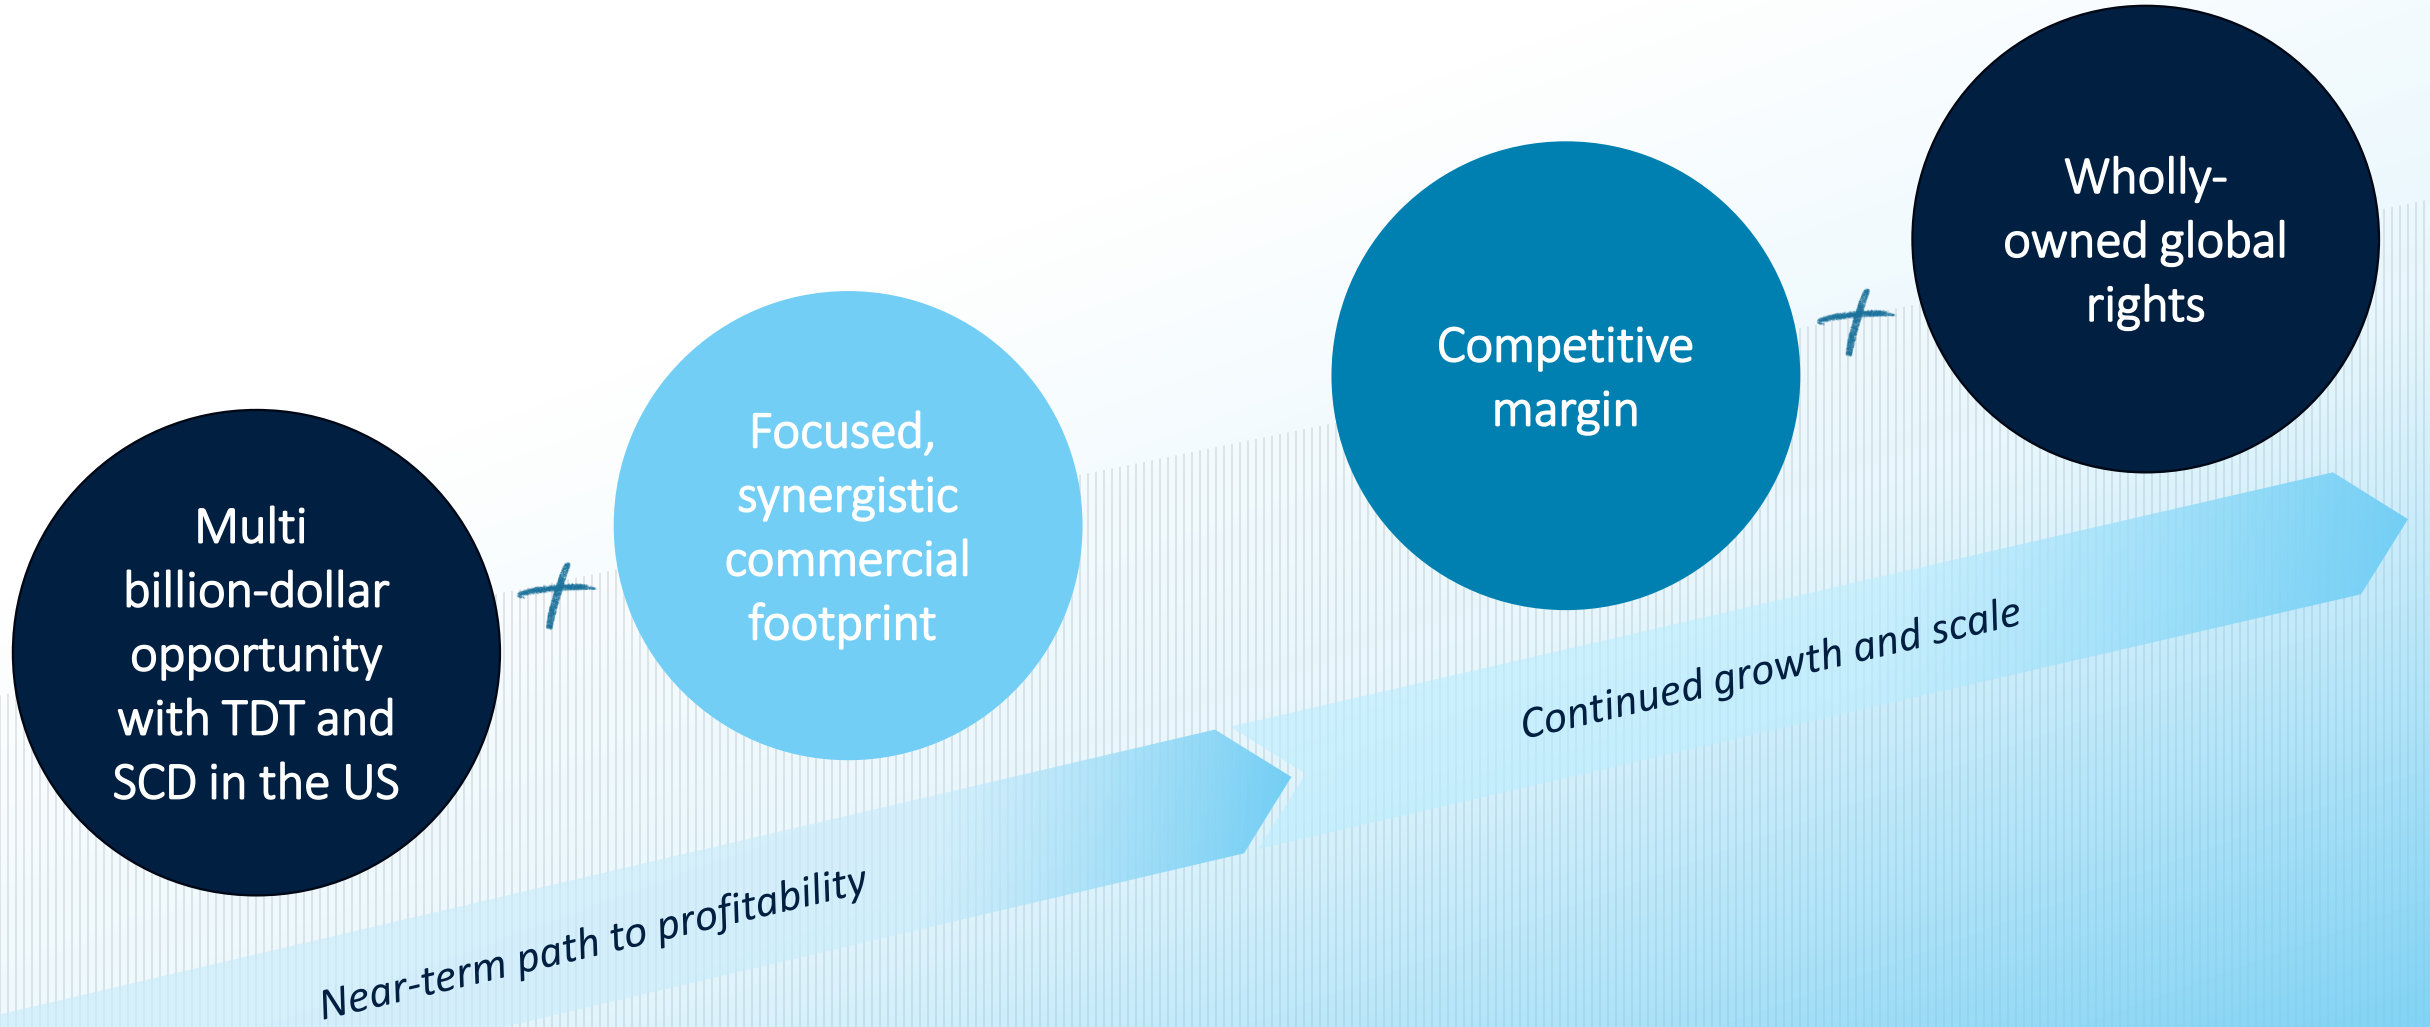 Multi
billion-dollar
opportunity
with TDT and
SCD in the US
+
Focused,
synergistic
commercial
footprint
Competitive
margin
+
Wholly-
owned global
rights
Near-term path to profitability
Continued growth and scale